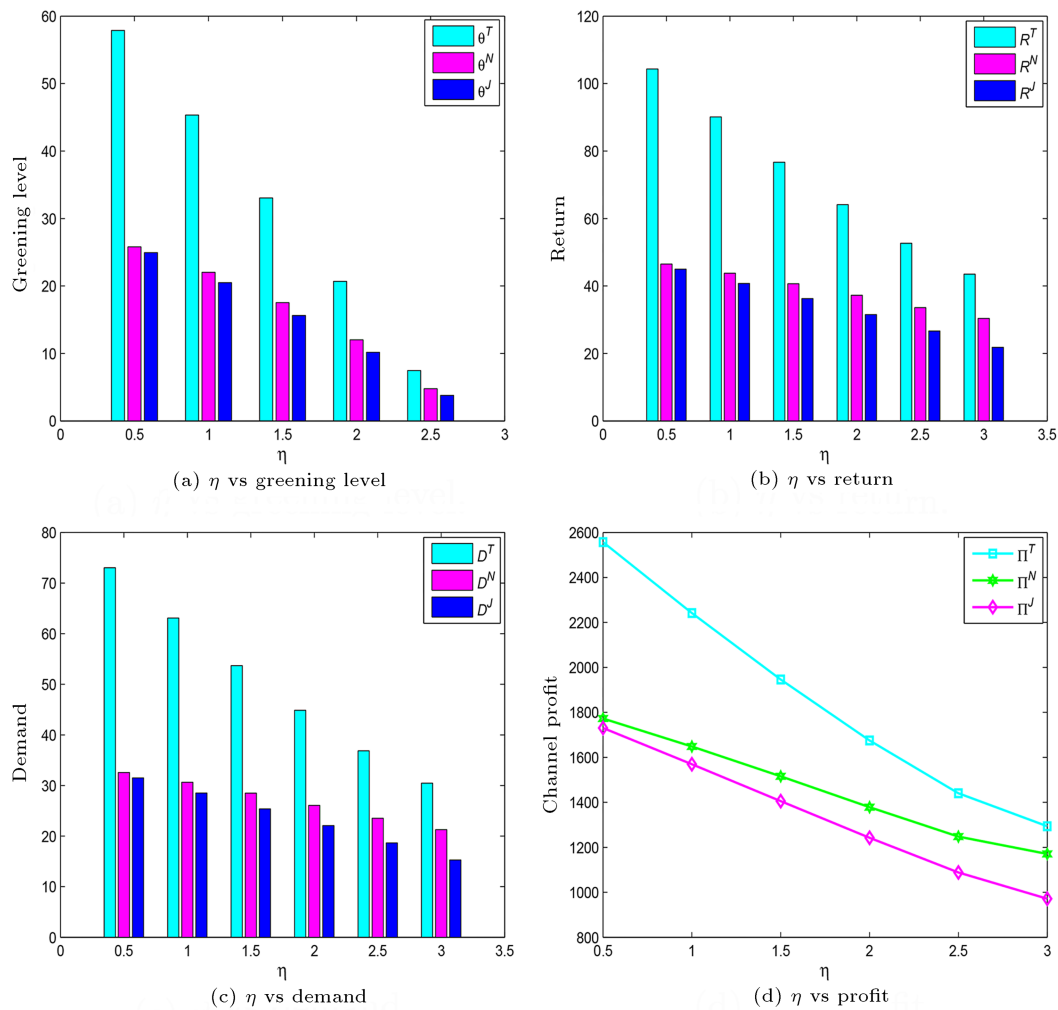 60
50
40
30
20
10
0
Greening level
θ^T
θ^N
θ^J
0 0.5 1 1.5 2 2.5 3
η
(a) η vs greening level
120
100
80
60
40
20
0
Return
R^T
R^N
R^J
0 0.5 1 1.5 2 2.5 3 3.5
η
(b) η vs return
80
70
60
50
40
30
20
10
0
Demand
D^T
D^N
D^J
0 0.5 1 1.5 2 2.5 3 3.5
η
(c) η vs demand
2600
2400
2200
2000
1800
1600
1400
1200
1000
800
Channel profit
Π^T
Π^N
Π^J
0.5 1 1.5 2 2.5 3
η
(d) η vs profit